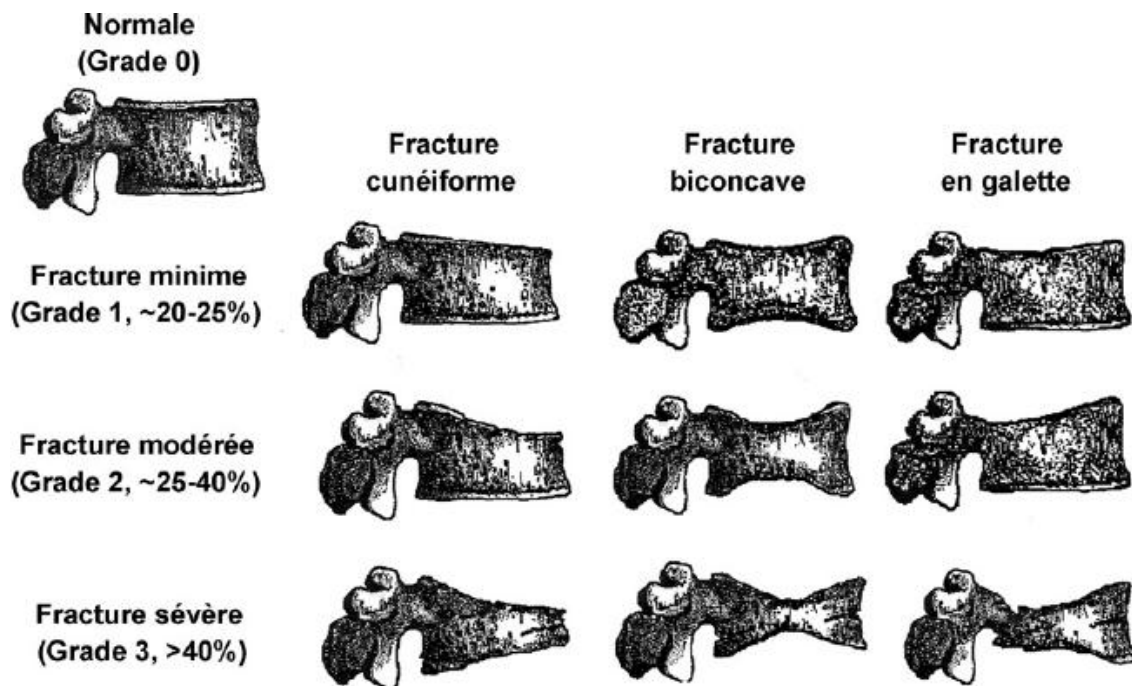 Normale
(Grade 0)
Fracture
cunéiforme
Fracture
biconcave
Fracture
en galette
Fracture minime
(Grade 1, ~20-25%)
Fracture modérée
(Grade 2, ~25-40%)
Fracture sévère
(Grade 3, >40%)